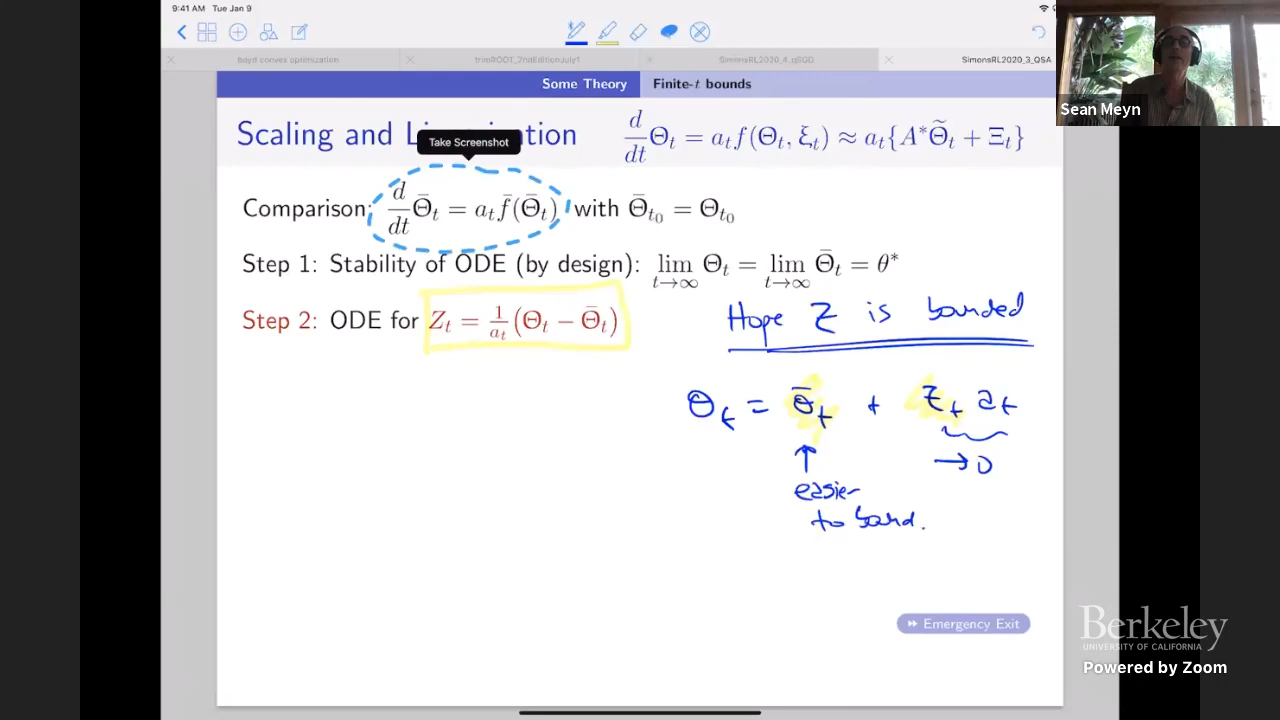 9:41 AM Tue Jan 9
boyd convex optimization
trimROOT_2ndEditionJuly1
SimonsRL2020_4_qSGD
SimonsRL2020_3_QSA
Sean Meyn
Some Theory
Finite-t bounds
Scaling and
Take Screenshot
d/dt Θ_t = a_t f(Θ_t, ξ_t) ≈ a_t{A*Θ̃_t + Ξ_t}
Comparison: d/dt Θ̄_t = a_t f̄(Θ̄_t) with Θ̄_{t_0} = Θ_{t_0}
Step 1: Stability of ODE (by design): lim_{t→∞} Θ_t = lim_{t→∞} Θ̄_t = θ*
Step 2: ODE for Z_t = 1/a_t (Θ_t − Θ̄_t)
Hope Z is bounded
Θ_t = Θ̄_t + Z_t a_t
↑
→ 0
easier
to bound.
Emergency Exit
Berkeley
UNIVERSITY OF CALIFORNIA
Powered by Zoom